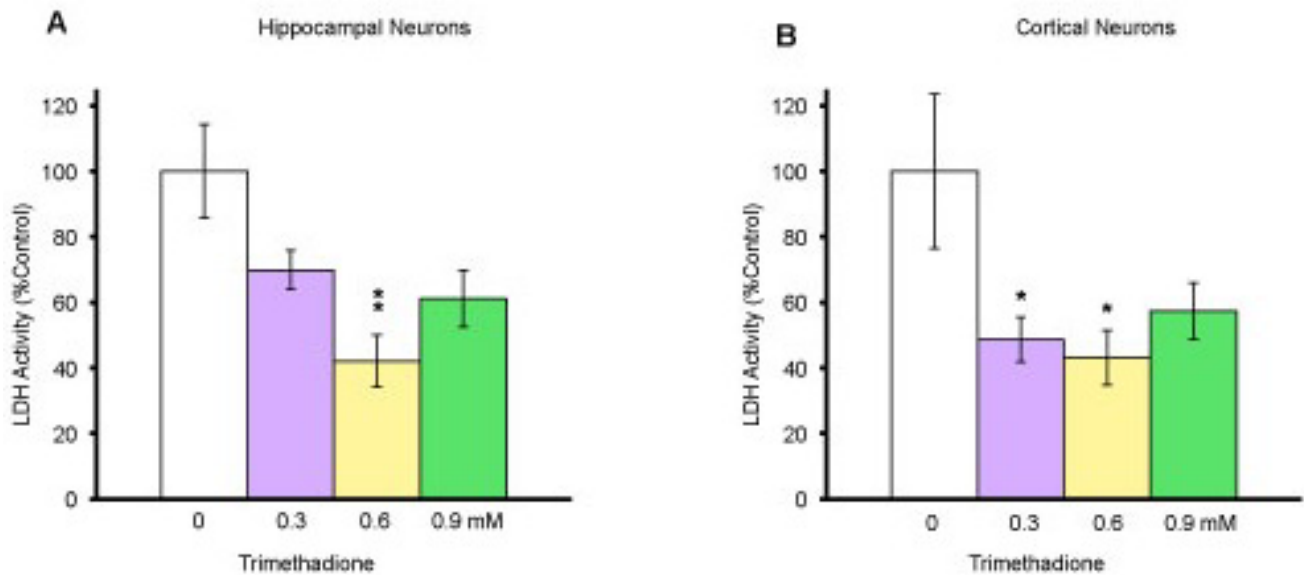 A
Hippocampal Neurons
LDH Activity (%Control)
120
100
80
60
40
20
0
**
0 0.3 0.6 0.9 mM
Trimethadione
B
Cortical Neurons
LDH Activity (%Control)
120
100
80
60
40
20
0
* *
0 0.3 0.6 0.9 mM
Trimethadione